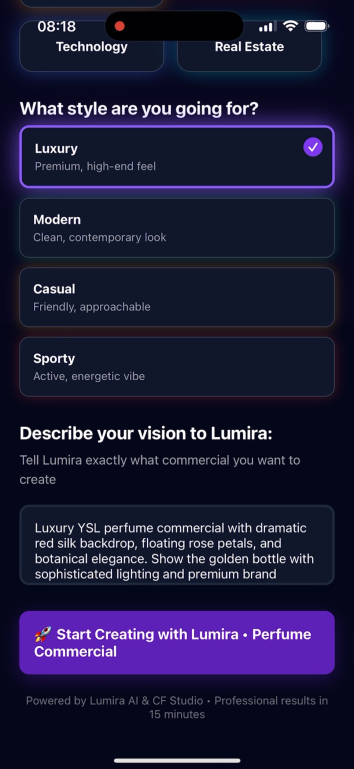 08:18
Technology
Real Estate
What style are you going for?
Luxury
Premium, high-end feel
Modern
Clean, contemporary look
Casual
Friendly, approachable
Sporty
Active, energetic vibe
Describe your vision to Lumira:
Tell Lumira exactly what commercial you want to
create
Luxury YSL perfume commercial with dramatic
red silk backdrop, floating rose petals, and
botanical elegance. Show the golden bottle with
sophisticated lighting and premium brand
🚀 Start Creating with Lumira • Perfume
Commercial
Powered by Lumira AI & CF Studio • Professional results in
15 minutes